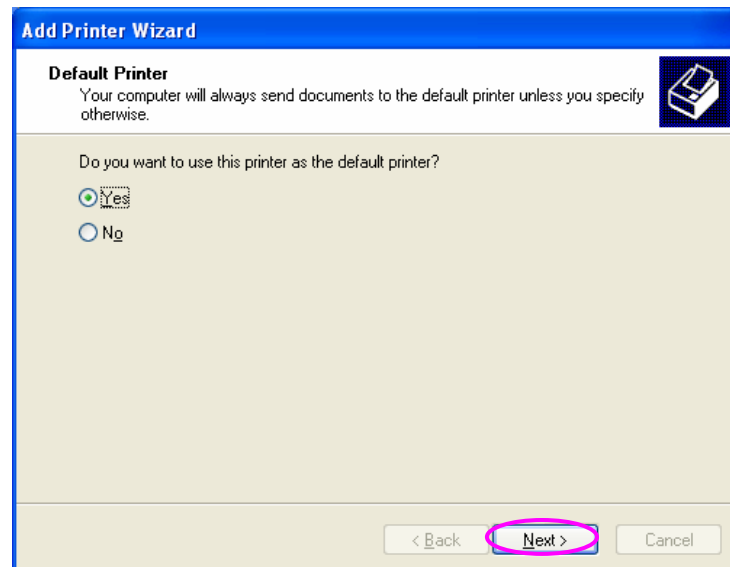 Add Printer Wizard
Default Printer
Your computer will always send documents to the default printer unless you specify
otherwise.
Do you want to use this printer as the default printer?
Yes
No
< Back
Next >
Cancel